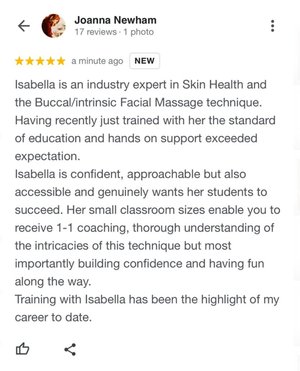 Joanna Newham
17 reviews · 1 photo
a minute ago NEW
Isabella is an industry expert in Skin Health and
the Buccal/intrinsic Facial Massage technique.
Having recently just trained with her the standard
of education and hands on support exceeded
expectation.
Isabella is confident, approachable but also
accessible and genuinely wants her students to
succeed. Her small classroom sizes enable you to
receive 1-1 coaching, thorough understanding of
the intricacies of this technique but most
importantly building confidence and having fun
along the way.
Training with Isabella has been the highlight of my
career to date.